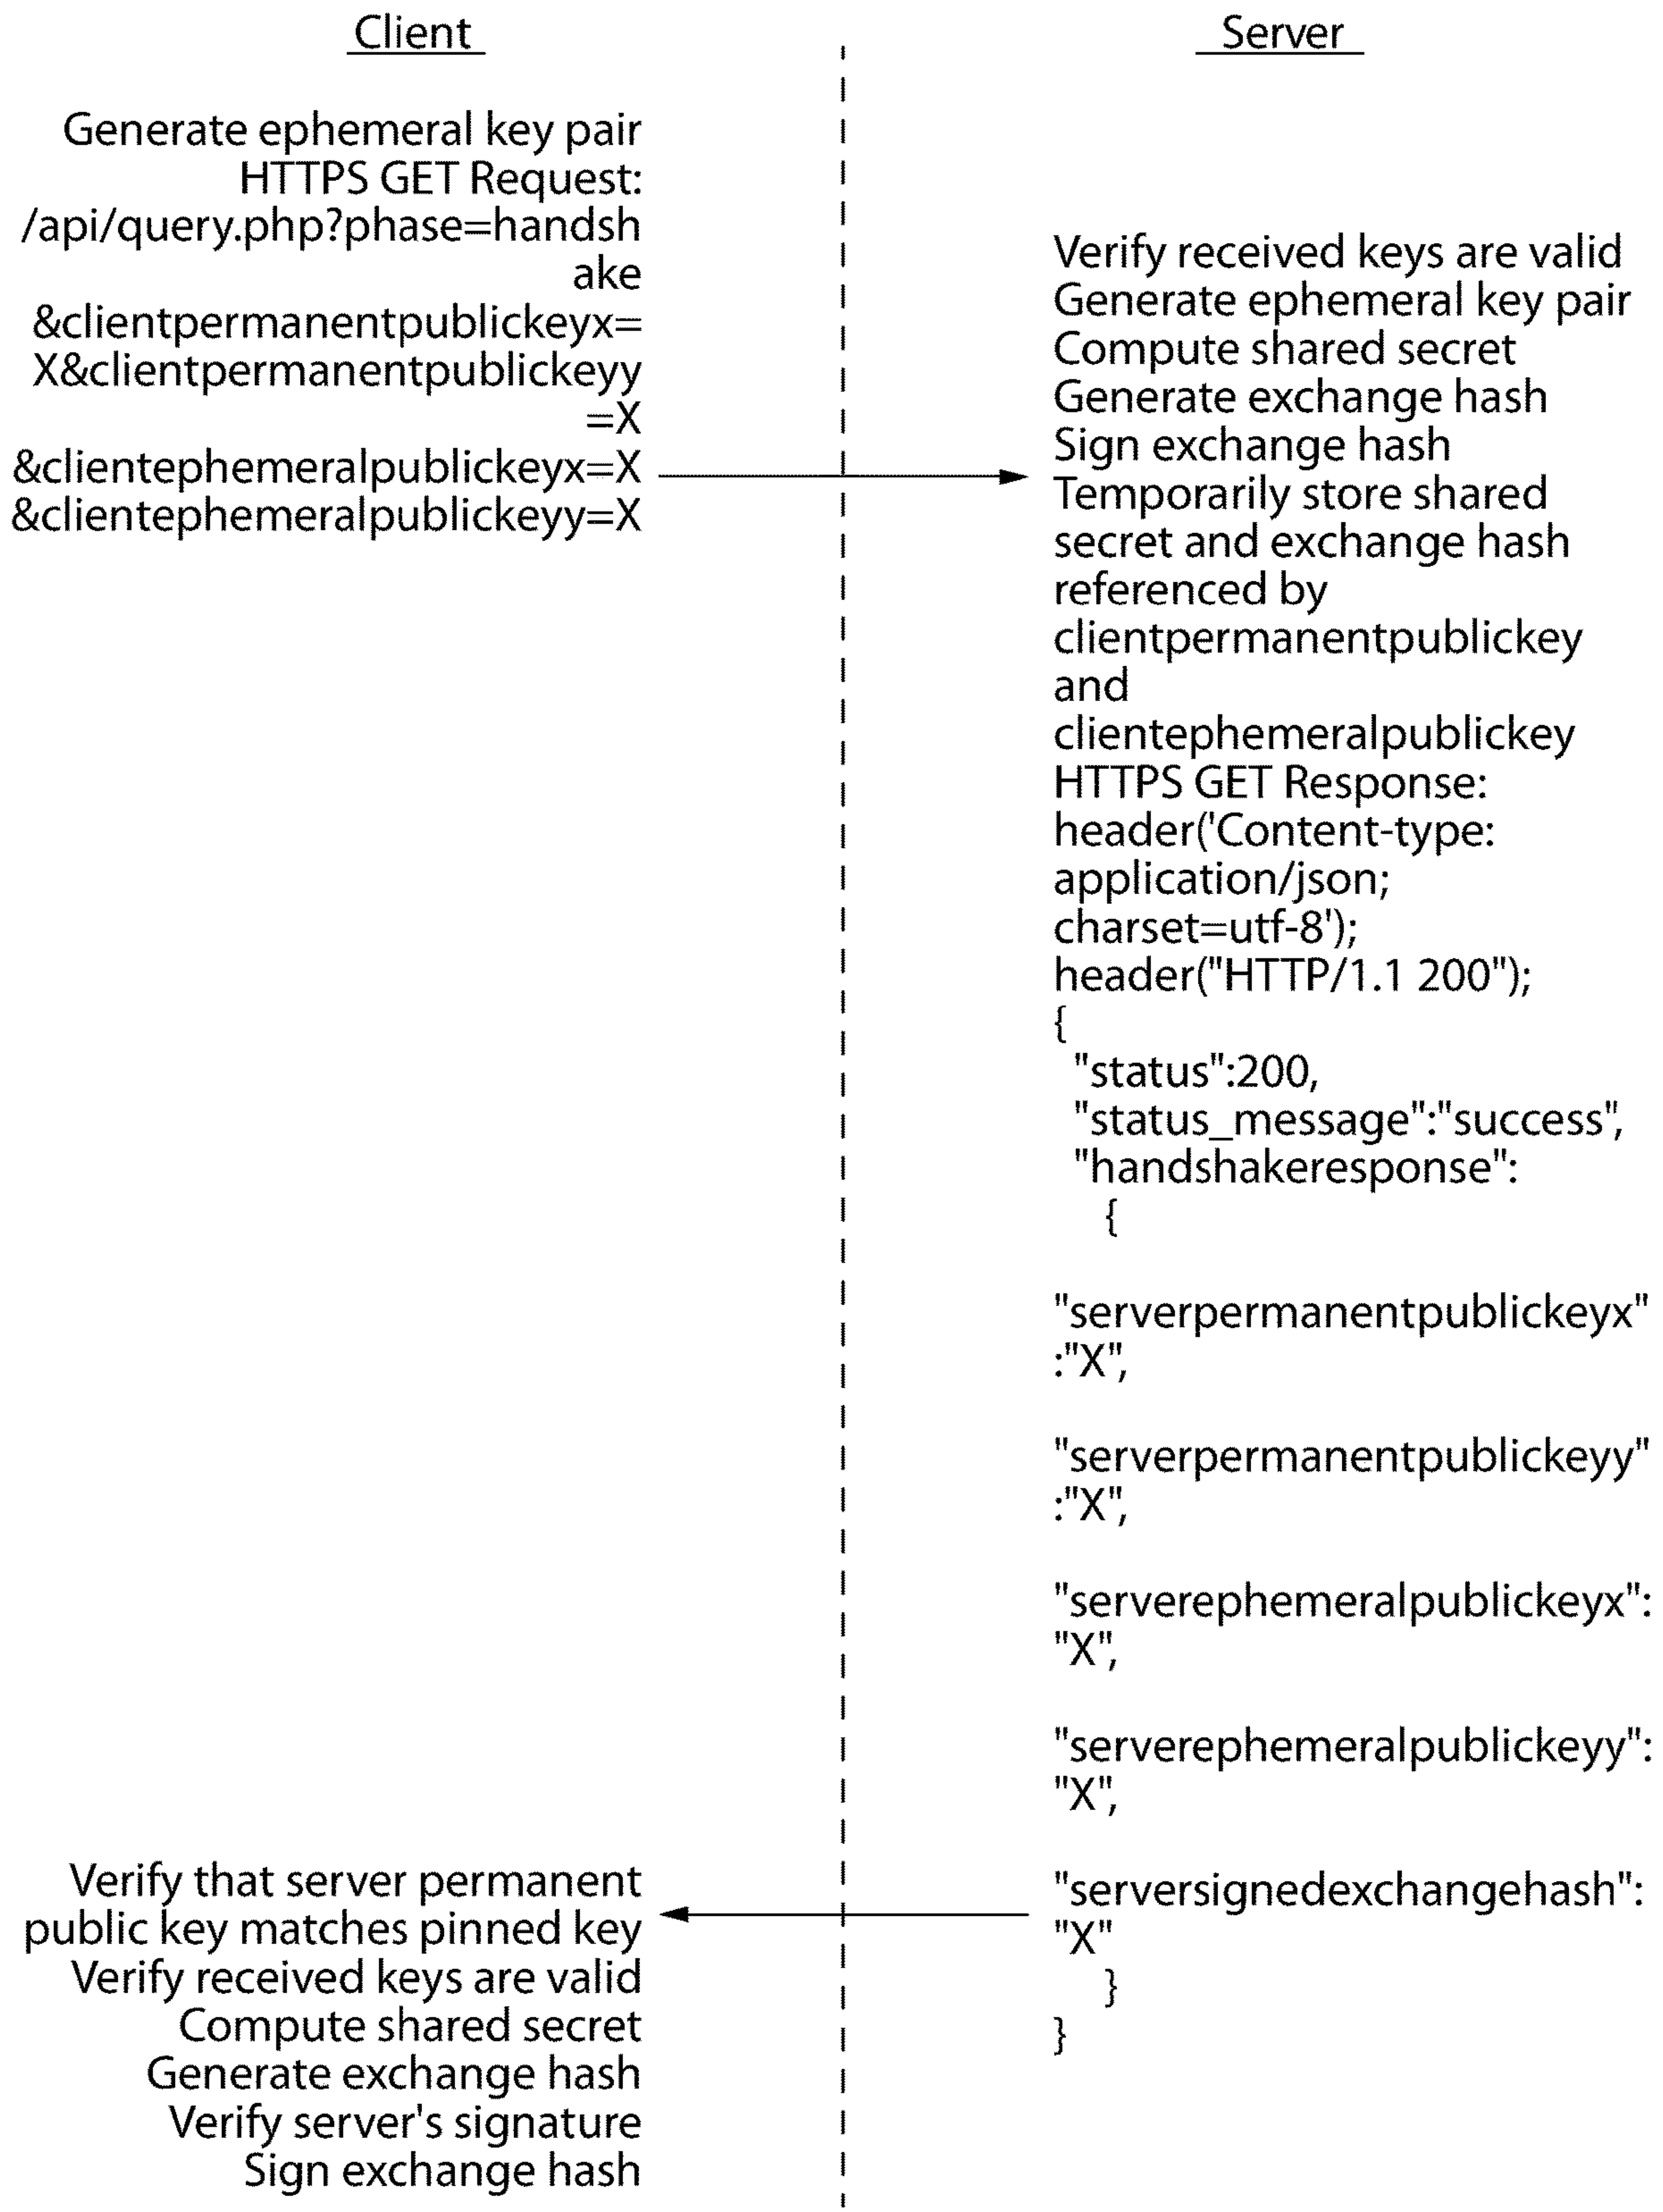 Client
Server
Generate ephemeral key pair
HTTPS GET Request:
/api/query.php?phase=handsh
ake
&clientpermanentpublickeyx=
X&clientpermanentpublickeyy
=X
&clientephemeralpublickeyx=X
&clientephemeralpublickeyy=X
Verify received keys are valid
Generate ephemeral key pair
Compute shared secret
Generate exchange hash
Sign exchange hash
Temporarily store shared
secret and exchange hash
referenced by
clientpermanentpublickey
and
clientephemeralpublickey
HTTPS GET Response:
header('Content-type:
application/json;
charset=utf-8');
header("HTTP/1.1 200");
{
"status":200,
"status_message":"success",
"handshakeresponse":
{
"serverpermanentpublickeyx"
:"X",
"serverpermanentpublickeyy"
:"X",
"serverephemeralpublickeyx":
"X",
"serverephemeralpublickeyy":
"X",
"serversignedexchangehash":
"X"
}
}
Verify that server permanent
public key matches pinned key
Verify received keys are valid
Compute shared secret
Generate exchange hash
Verify server's signature
Sign exchange hash